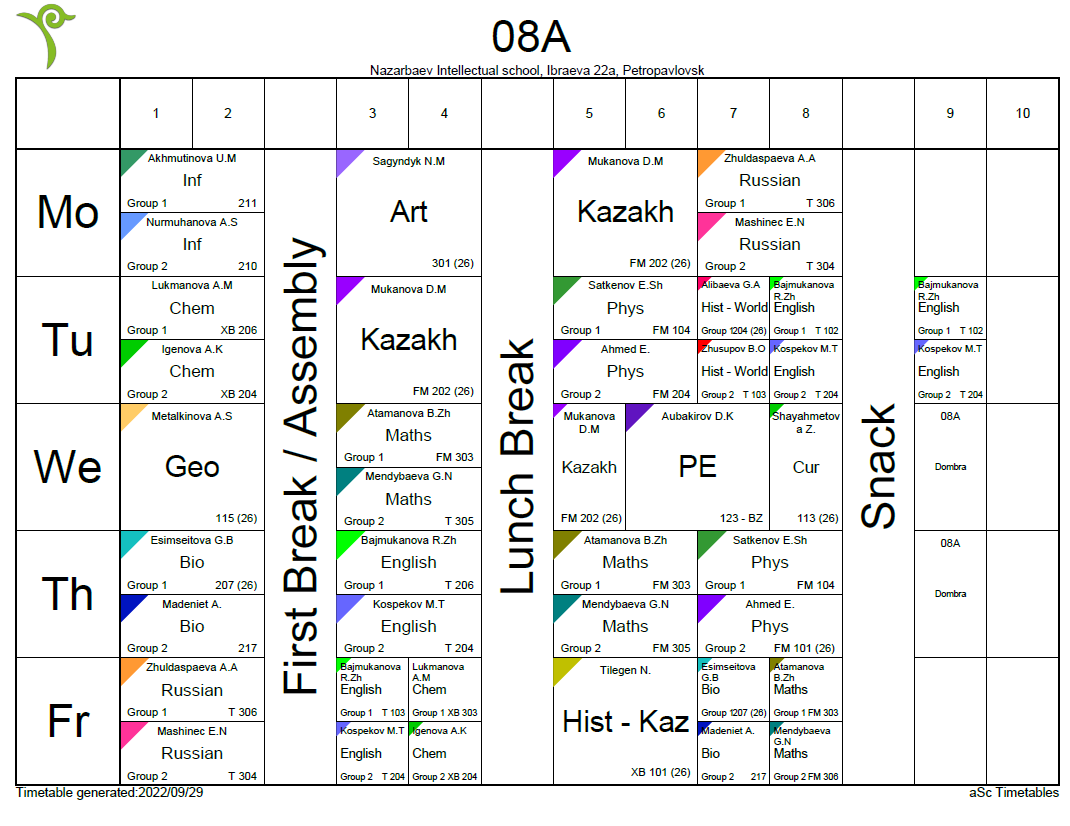 08A
Nazarbaev Intellectual school, Ibraeva 22a, Petropavlovsk
1 2 3 4 5 6 7 8 9 10
First Break / Assembly
Lunch Break
Snack
Mo
Akhmutinova U.M
Inf
Group 1 211
Nurmuhanova A.S
Inf
Group 2 210
Sagyndyk N.M
Art
301 (26)
Mukanova D.M
Kazakh
FM 202 (26)
Zhuldaspaeva A.A
Russian
Group 1 T 306
Mashinec E.N
Russian
Group 2 T 304
Tu
Lukmanova A.M
Chem
Group 1 XB 206
Igenova A.K
Chem
Group 2 XB 204
Mukanova D.M
Kazakh
FM 202 (26)
Satkenov E.Sh
Phys
Group 1 FM 104
Ahmed E.
Phys
Group 2 FM 204
Alibaeva G.A
Hist - World
Group 1204 (26)
Zhusupov B.O
Hist - World
Group 2 T 103
Bajmukanova
R.Zh
English
Group 1 T 102
Kospekov M.T
English
Group 2 T 204
Bajmukanova
R.Zh
English
Group 1 T 102
Kospekov M.T
English
Group 2 T 204
We
Metalkinova A.S
Geo
115 (26)
Atamanova B.Zh
Maths
Group 1 FM 303
Mendybaeva G.N
Maths
Group 2 T 305
Mukanova
D.M
Kazakh
FM 202 (26)
Aubakirov D.K
PE
123 - BZ
Shayahmetov
a Z.
Cur
113 (26)
08A
Dombra
Th
Esimseitova G.B
Bio
Group 1 207 (26)
Madeniet A.
Bio
Group 2 217
Bajmukanova R.Zh
English
Group 1 T 206
Kospekov M.T
English
Group 2 T 204
Atamanova B.Zh
Maths
Group 1 FM 303
Mendybaeva G.N
Maths
Group 2 FM 305
Satkenov E.Sh
Phys
Group 1 FM 104
Ahmed E.
Phys
Group 2 FM 101 (26)
08A
Dombra
Fr
Zhuldaspaeva A.A
Russian
Group 1 T 306
Mashinec E.N
Russian
Group 2 T 304
Bajmukanova
R.Zh
English
Group 1 T 103
Kospekov M.T
English
Group 2 T 204
Lukmanova
A.M
Chem
Group 1 XB 303
Igenova A.K
Chem
Group 2 XB 204
Tilegen N.
Hist - Kaz
XB 101 (26)
Esimseitova
G.B
Bio
Group 1207 (26)
Madeniet A.
Bio
Group 2 217
Atamanova
B.Zh
Maths
Group 1 FM 303
Mendybaeva
G.N
Maths
Group 2 FM 306
Timetable generated:2022/09/29
aSc Timetables